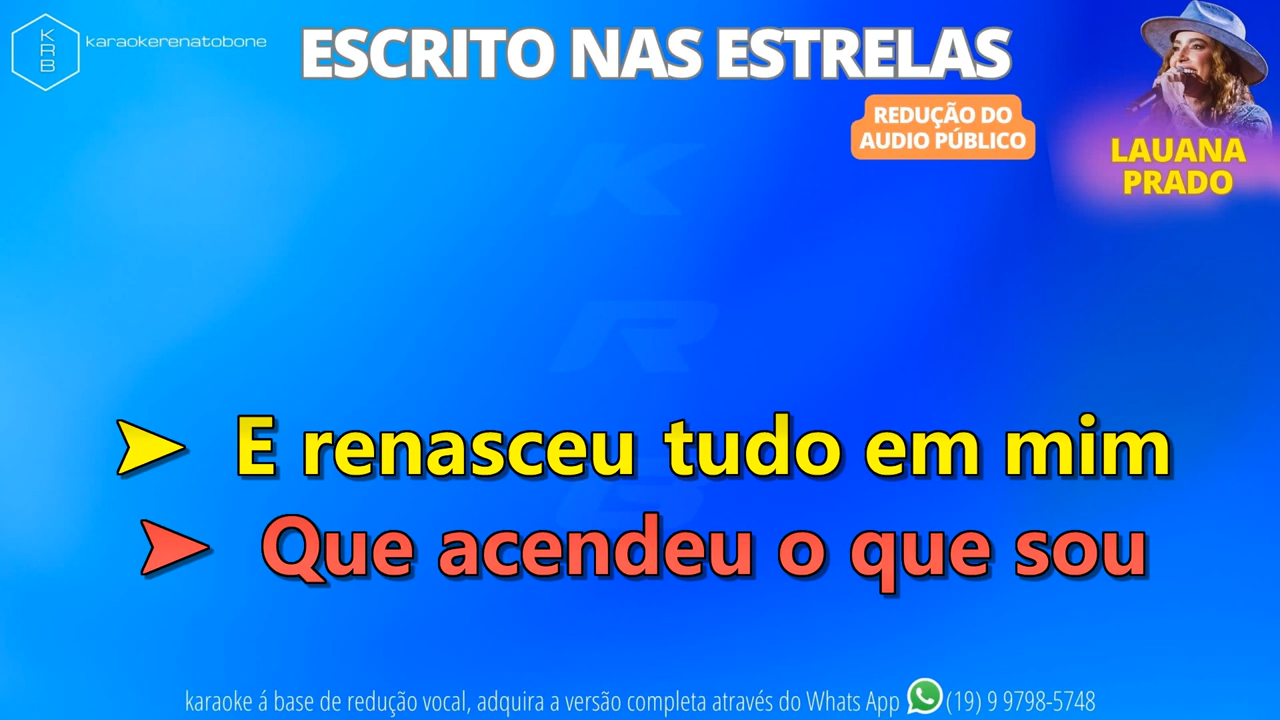 K
R
B
karaokerenatobone
ESCRITO NAS ESTRELAS
REDUÇÃO DO
AUDIO PÚBLICO
LAUANA
PRADO
K
R
B
➤ E renasceu tudo em mim
➤ Que acendeu o que sou
karaoke á base de redução vocal, adquira a versão completa através do Whats App (19) 9 9798-5748